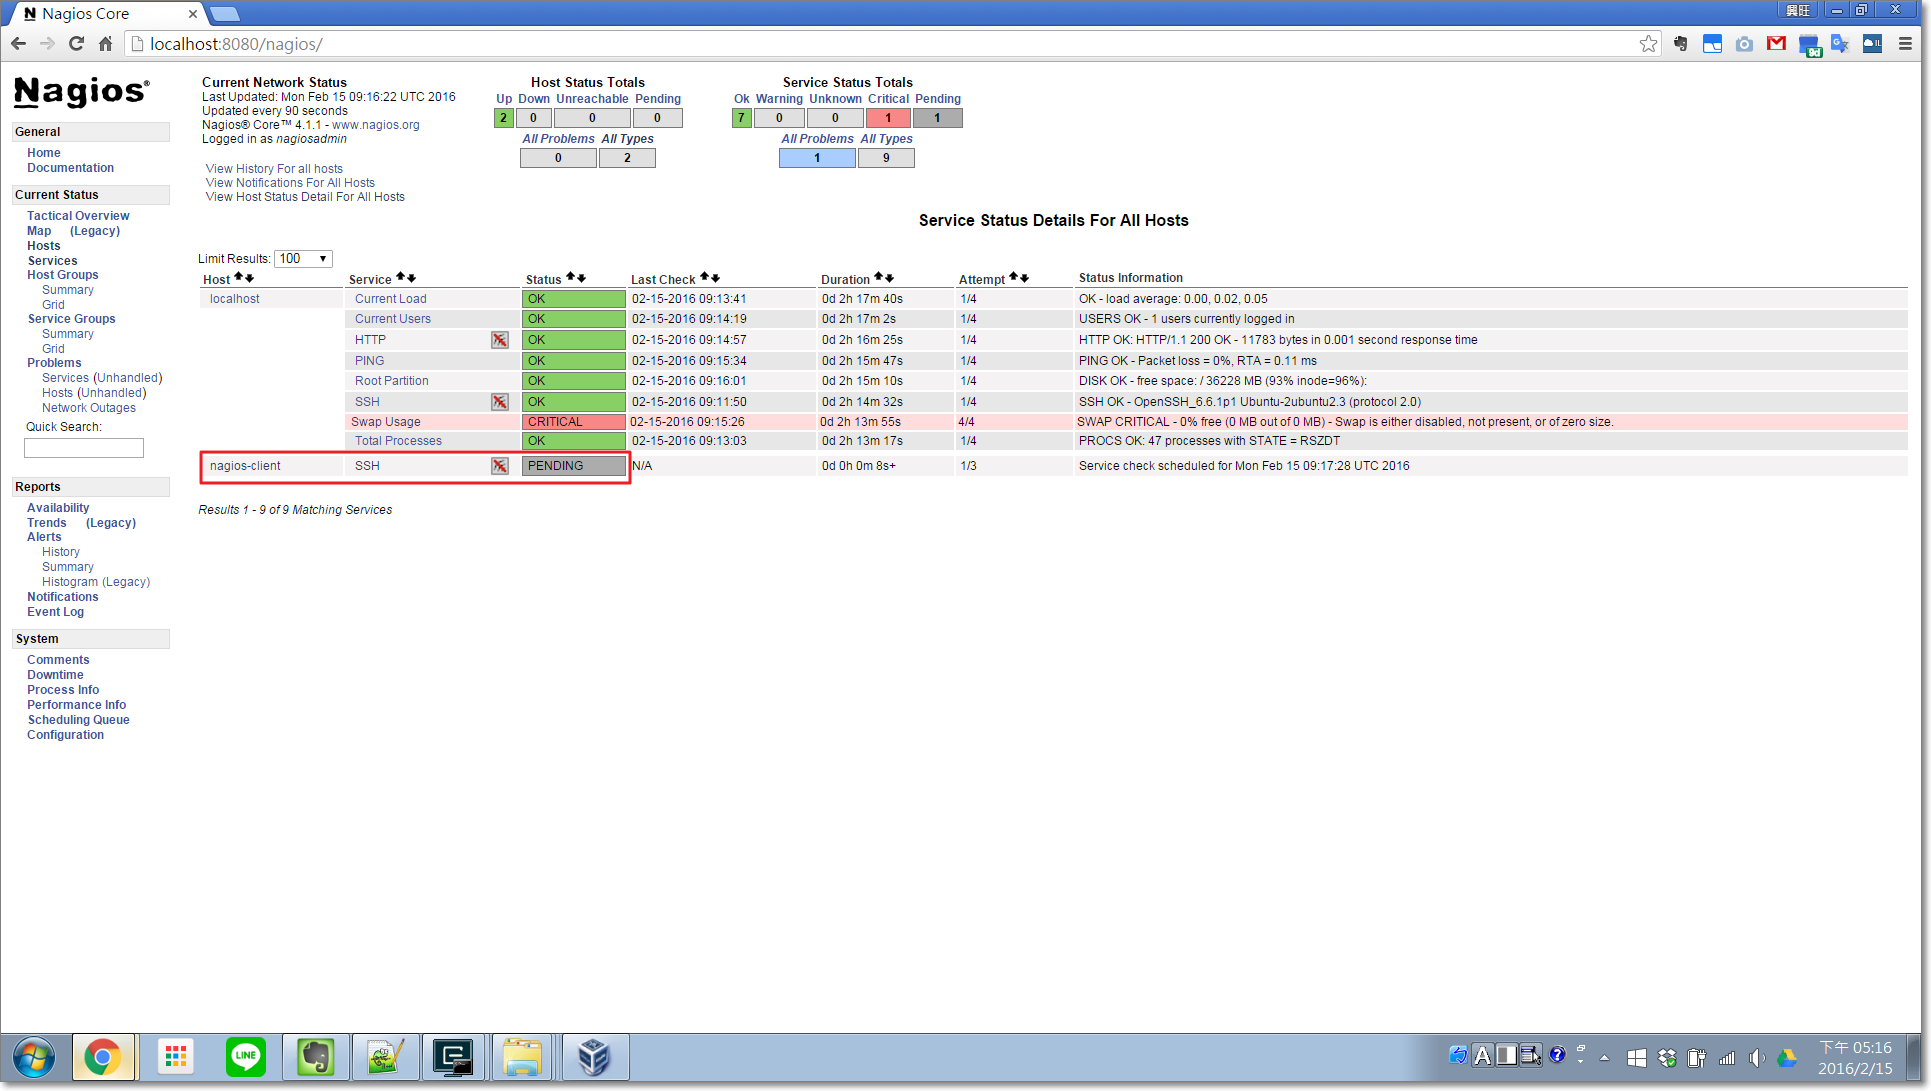 Nagios Core
興旺
localhost:8080/nagios/
9d
Nagios®
General
Home
Documentation
Current Status
Tactical Overview
Map (Legacy)
Hosts
Services
Host Groups
Summary
Grid
Service Groups
Summary
Grid
Problems
Services (Unhandled)
Hosts (Unhandled)
Network Outages
Quick Search:
Reports
Availability
Trends (Legacy)
Alerts
History
Summary
Histogram (Legacy)
Notifications
Event Log
System
Comments
Downtime
Process Info
Performance Info
Scheduling Queue
Configuration
Current Network Status
Last Updated: Mon Feb 15 09:16:22 UTC 2016
Updated every 90 seconds
Nagios® Core™ 4.1.1 - www.nagios.org
Logged in as nagiosadmin
View History For all hosts
View Notifications For All Hosts
View Host Status Detail For All Hosts
Host Status Totals
Up Down Unreachable Pending
2 0 0 0
All Problems All Types
0 2
Service Status Totals
Ok Warning Unknown Critical Pending
7 0 0 1 1
All Problems All Types
1 9
Service Status Details For All Hosts
Limit Results: 100
Host Service Status Last Check Duration Attempt Status Information
localhost Current Load OK 02-15-2016 09:13:41 0d 2h 17m 40s 1/4 OK - load average: 0.00, 0.02, 0.05
Current Users OK 02-15-2016 09:14:19 0d 2h 17m 2s 1/4 USERS OK - 1 users currently logged in
HTTP OK 02-15-2016 09:14:57 0d 2h 16m 25s 1/4 HTTP OK: HTTP/1.1 200 OK - 11783 bytes in 0.001 second response time
PING OK 02-15-2016 09:15:34 0d 2h 15m 47s 1/4 PING OK - Packet loss = 0%, RTA = 0.11 ms
Root Partition OK 02-15-2016 09:16:01 0d 2h 15m 10s 1/4 DISK OK - free space: / 36228 MB (93% inode=96%):
SSH OK 02-15-2016 09:11:50 0d 2h 14m 32s 1/4 SSH OK - OpenSSH_6.6.1p1 Ubuntu-2ubuntu2.3 (protocol 2.0)
Swap Usage CRITICAL 02-15-2016 09:15:26 0d 2h 13m 55s 4/4 SWAP CRITICAL - 0% free (0 MB out of 0 MB) - Swap is either disabled, not present, or of zero size.
Total Processes OK 02-15-2016 09:13:03 0d 2h 13m 17s 1/4 PROCS OK: 47 processes with STATE = RSZDT
nagios-client SSH PENDING N/A 0d 0h 0m 8s+ 1/3 Service check scheduled for Mon Feb 15 09:17:28 UTC 2016
Results 1 - 9 of 9 Matching Services
LINE
A
下午 05:16
2016/2/15